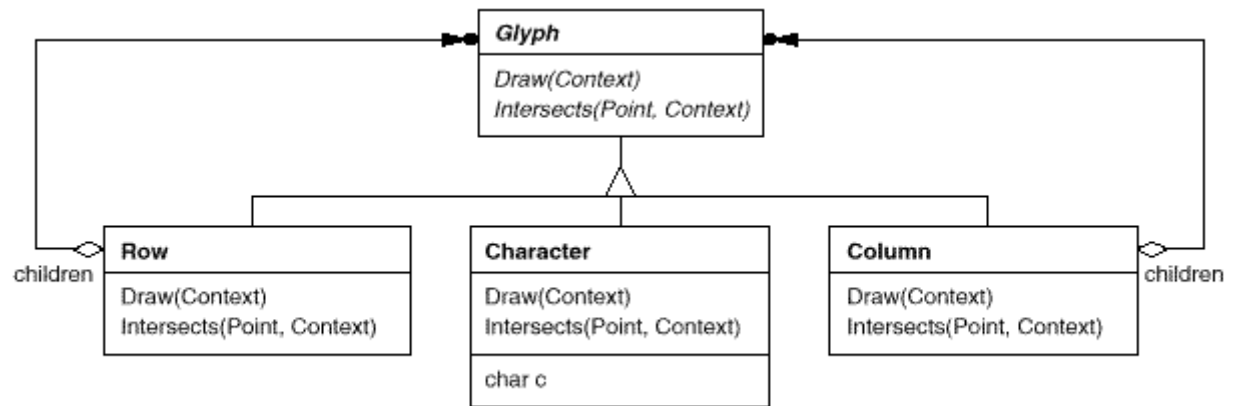 Glyph
Draw(Context)
Intersects(Point, Context)
children
Row
Draw(Context)
Intersects(Point, Context)
Character
Draw(Context)
Intersects(Point, Context)
char c
Column
Draw(Context)
Intersects(Point, Context)
children